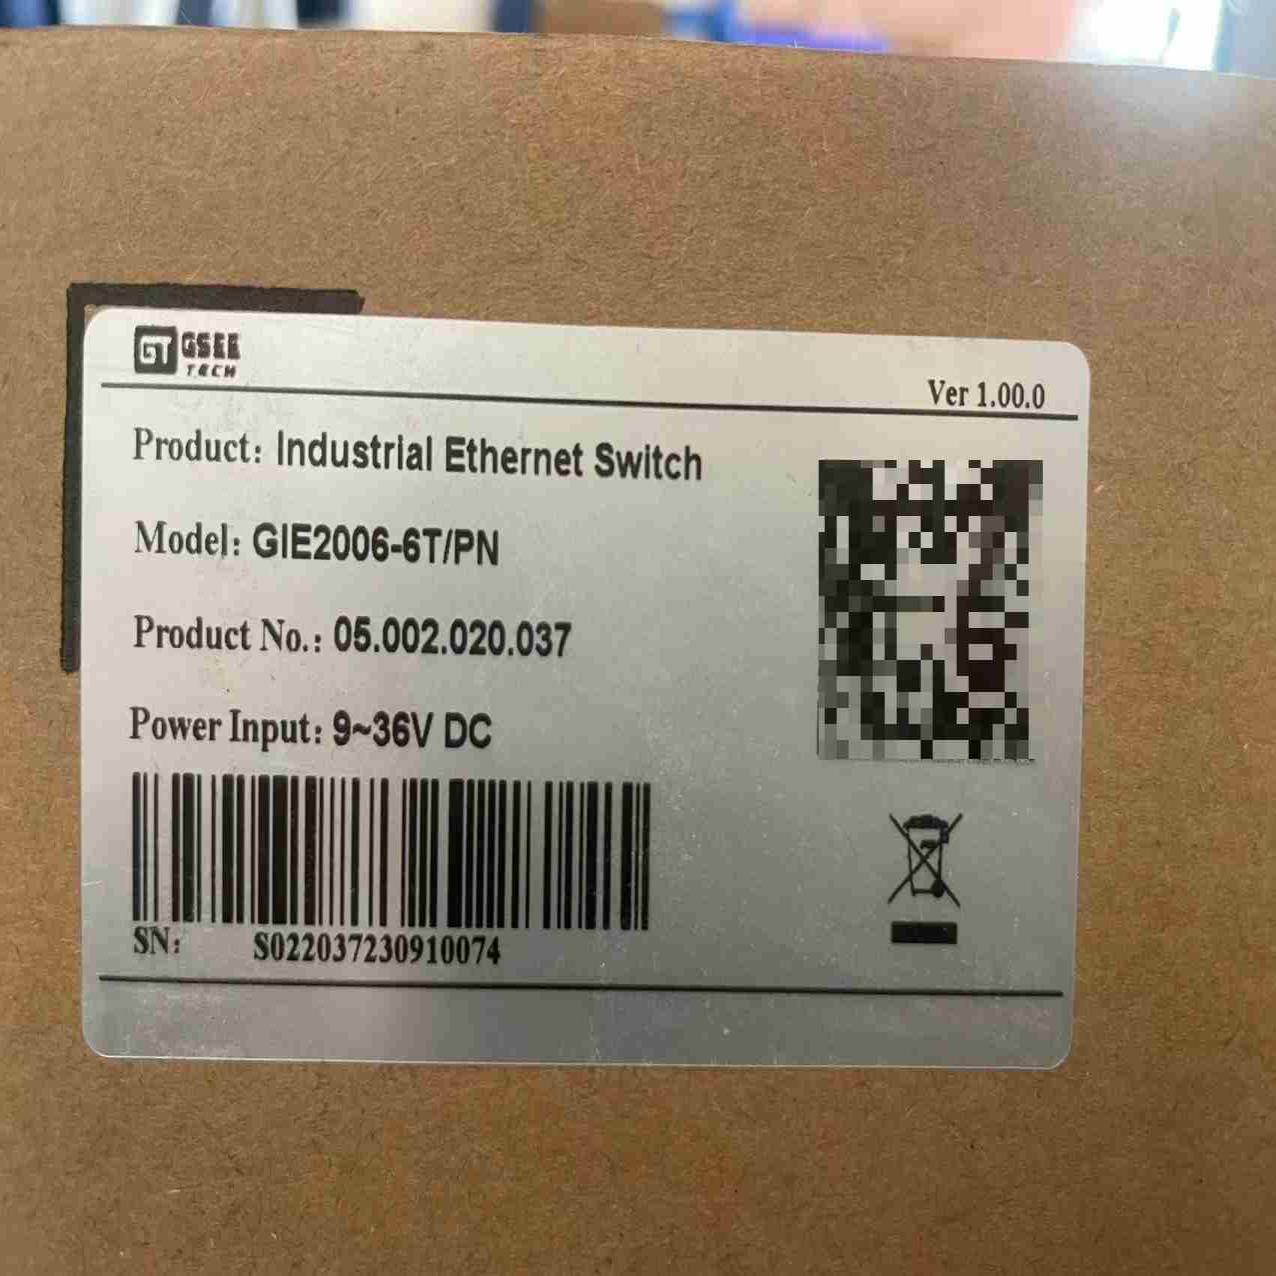 GT GSEE
TECH
Ver 1.00.0
Product: Industrial Ethernet Switch
Model: GIE2006-6T/PN
Product No.: 05.002.020.037
Power Input: 9~36V DC
SN: S022037230910074